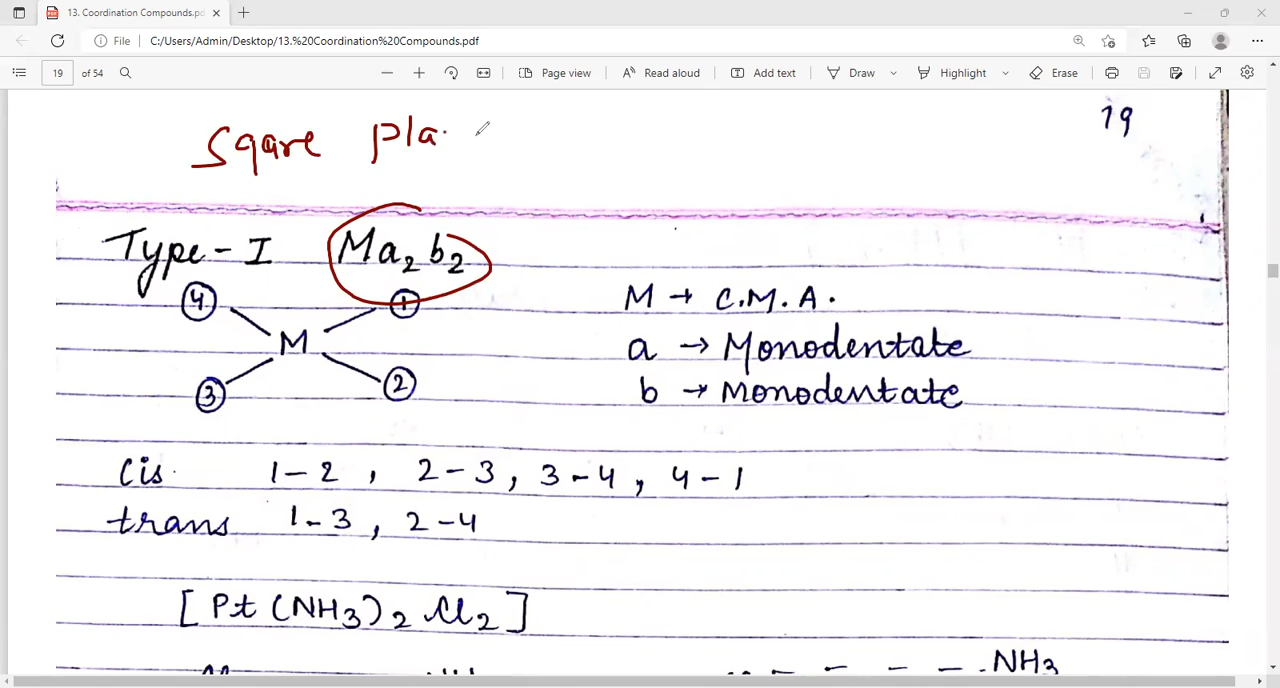 13. Coordination Compounds.pd
File C:/Users/Admin/Desktop/13.%20Coordination%20Compounds.pdf
19 of 54 Page view Read aloud Add text Draw Highlight Erase
Sqare pla
19
Type-I Ma₂b₂
④ ①
M
③ ②
M → C.M.A.
a → Monodentate
b → Monodentate
Cis 1-2, 2-3, 3-4, 4-1
trans 1-3, 2-4
[Pt(NH₃)₂Cl₂]
NH₃